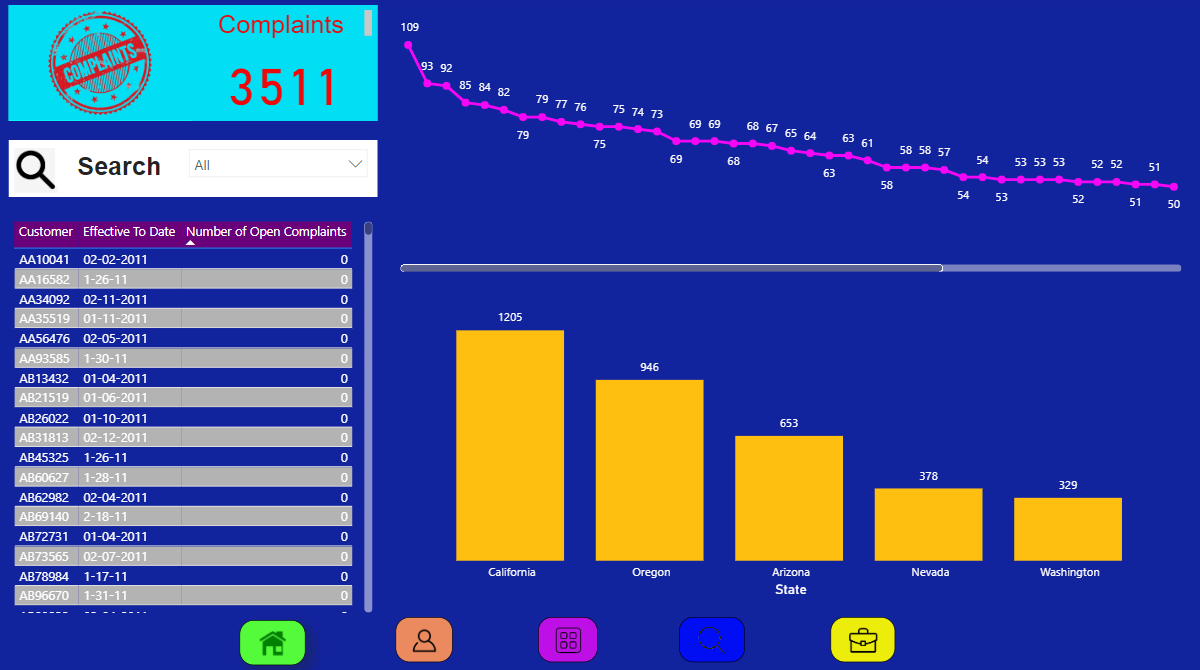 Complaints
COMPLAINTS
3511
Search
All
Customer Effective To Date Number of Open Complaints
AA10041 02-02-2011 0
AA16582 1-26-11 0
AA34092 02-11-2011 0
AA35519 01-11-2011 0
AA56476 02-05-2011 0
AA93585 1-30-11 0
AB13432 01-04-2011 0
AB21519 01-06-2011 0
AB26022 01-10-2011 0
AB31813 02-12-2011 0
AB45325 1-26-11 0
AB60627 1-28-11 0
AB62982 02-04-2011 0
AB69140 2-18-11 0
AB72731 01-04-2011 0
AB73565 02-07-2011 0
AB78984 1-17-11 0
AB96670 1-31-11 0
109
93 92
85 84 82
79 79 77 76
75 75 74 73
69 69 69
68 68 67 65 64
63 63 61
58 58 58 57
54 54
53 53 53 53
52 52 52
51 51
50
1205
946
653
378
329
California Oregon Arizona Nevada Washington
State